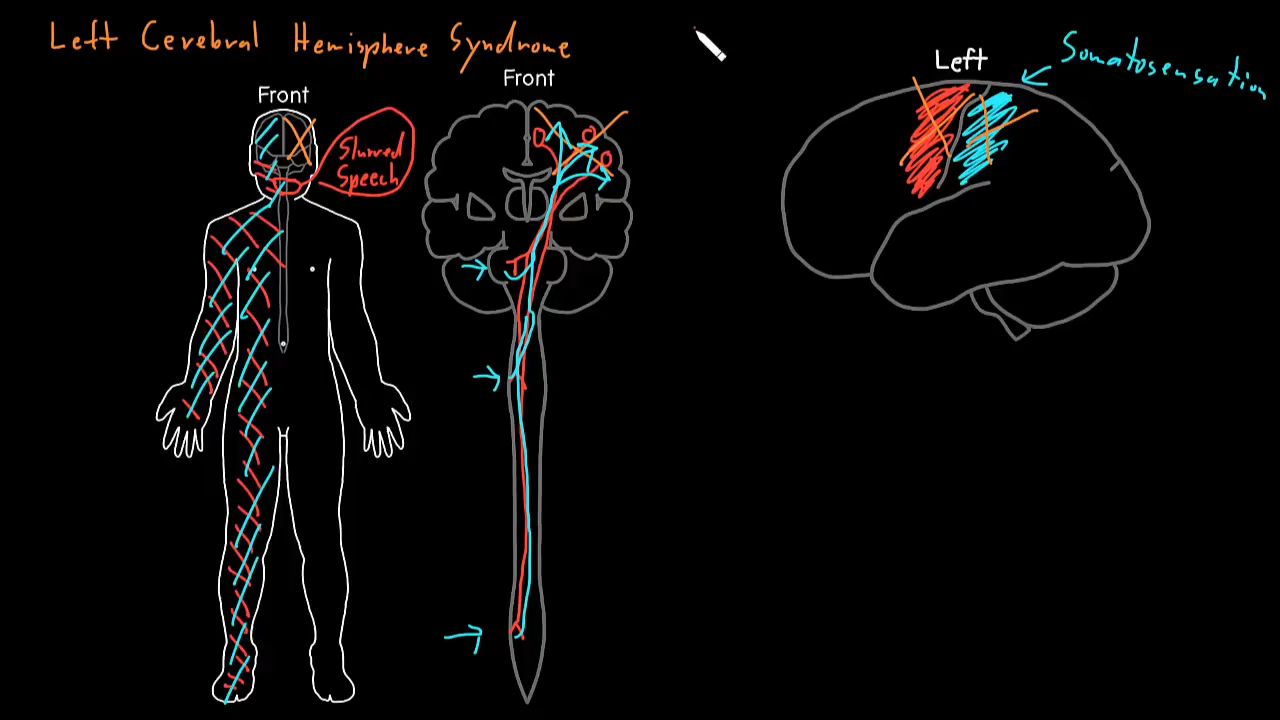 Left Cerebral Hemisphere Syndrome
Front
Slurred
Speech
Front
Left
Somatosensation